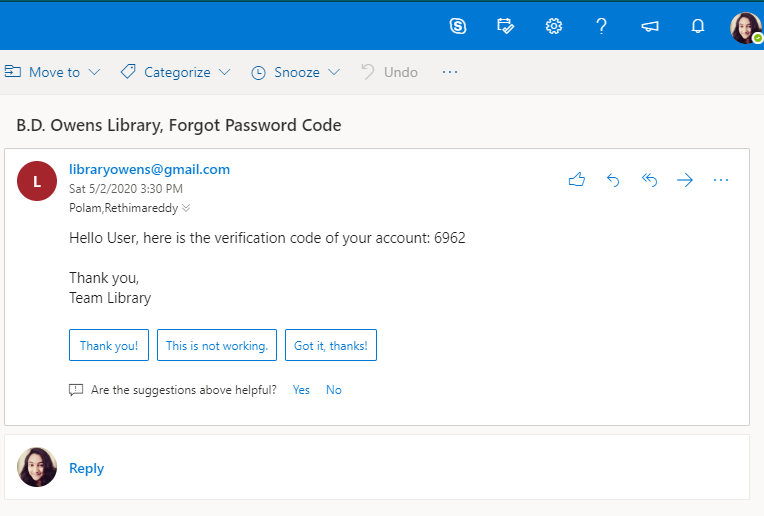 Move to
Categorize
Snooze
Undo
B.D. Owens Library, Forgot Password Code
L
libraryowens@gmail.com
Sat 5/2/2020 3:30 PM
Polam,Rethimareddy
Hello User, here is the verification code of your account: 6962
Thank you,
Team Library
Thank you!
This is not working.
Got it, thanks!
Are the suggestions above helpful? Yes No
Reply